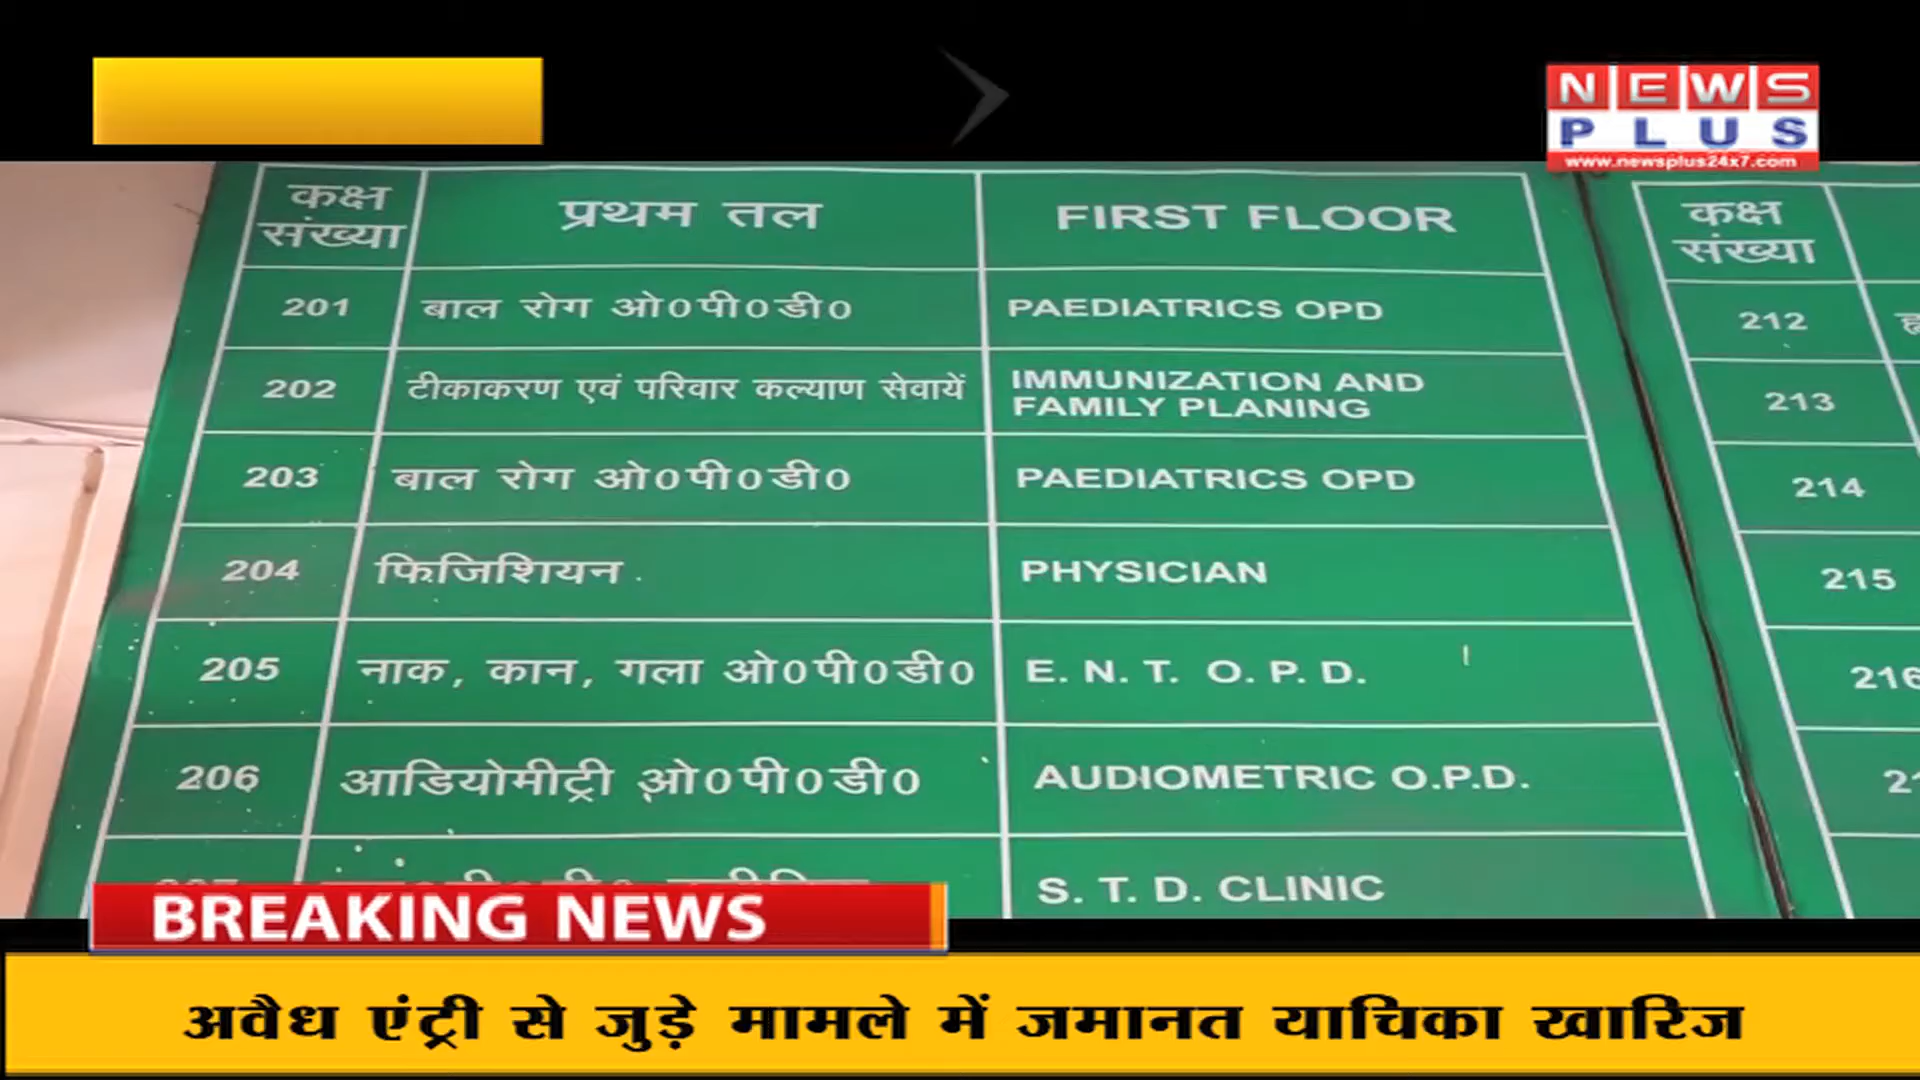 NEWS
PLUS
www.newsplus24x7.com
कक्ष
संख्या
प्रथम तल
FIRST FLOOR
201
बाल रोग ओ0पी0डी0
PAEDIATRICS OPD
202
टीकाकरण एवं परिवार कल्याण सेवायें
IMMUNIZATION AND
FAMILY PLANING
203
बाल रोग ओ0पी0डी0
PAEDIATRICS OPD
204
फिजिशियन
PHYSICIAN
205
नाक, कान, गला ओ0पी0डी0
E. N. T. O. P. D.
206
आडियोमीट्री ओ0पी0डी0
AUDIOMETRIC O.P.D.
S. T. D. CLINIC
कक्ष
संख्या
212
213
214
215
216
BREAKING NEWS
अवैध एंट्री से जुड़े मामले में जमानत याचिका खारिज